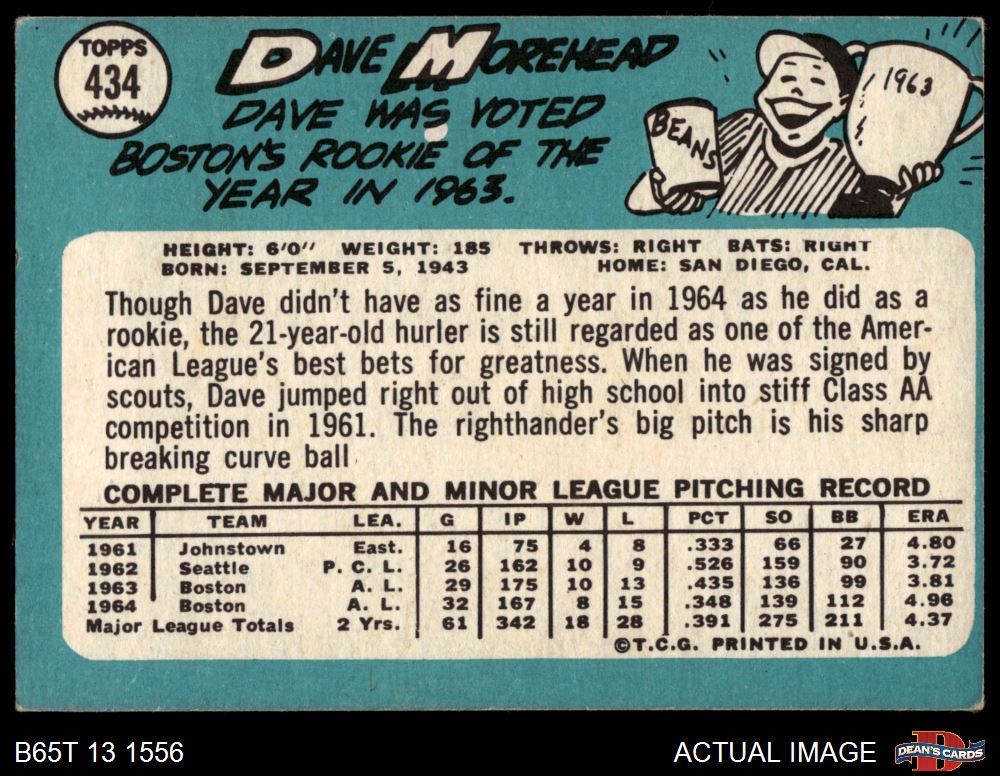 TOPPS
434
DAVE MOREHEAD
DAVE WAS VOTED
BOSTON'S ROOKIE OF THE
YEAR IN 1963.
BEANS
1963
HEIGHT: 6'0" WEIGHT: 185 THROWS: RIGHT BATS: RIGHT
BORN: SEPTEMBER 5, 1943 HOME: SAN DIEGO, CAL.
Though Dave didn't have as fine a year in 1964 as he did as a
rookie, the 21-year-old hurler is still regarded as one of the Amer-
ican League's best bets for greatness. When he was signed by
scouts, Dave jumped right out of high school into stiff Class AA
competition in 1961. The righthander's big pitch is his sharp
breaking curve ball
COMPLETE MAJOR AND MINOR LEAGUE PITCHING RECORD
YEAR TEAM LEA. G IP W L PCT SO BB ERA
1961 Johnstown East. 16 75 4 8 .333 66 27 4.80
1962 Seattle P. C. L. 26 162 10 9 .526 159 90 3.72
1963 Boston A. L. 29 175 10 13 .435 136 99 3.81
1964 Boston A. L. 32 167 8 15 .348 139 112 4.96
Major League Totals 2 Yrs. 61 342 18 28 .391 275 211 4.37
©T.C.G. PRINTED IN U.S.A.
B65T 13 1556 ACTUAL IMAGE
D
DEAN'S CARDS